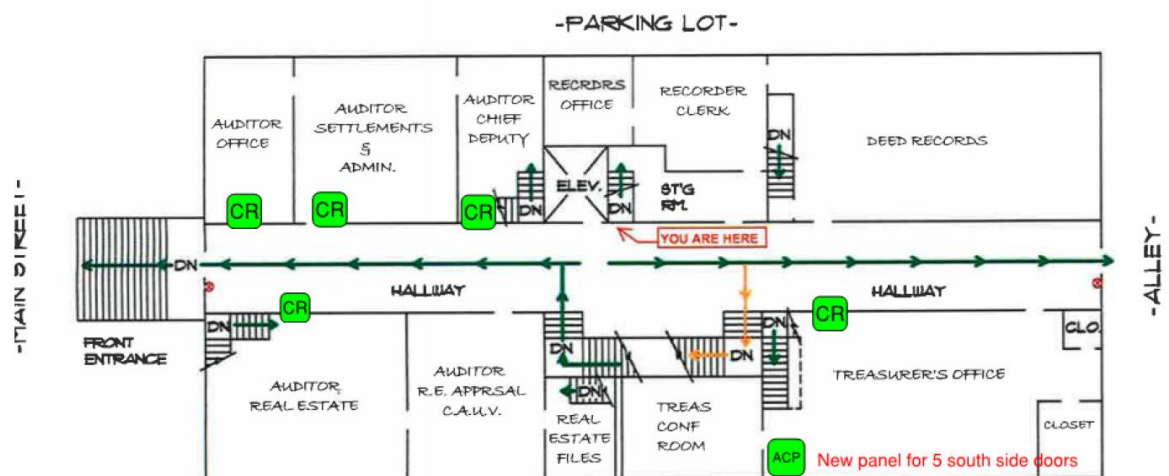 -PARKING LOT-
AUDITOR
OFFICE
AUDITOR
SETTLEMENTS
&
ADMIN.
AUDITOR
CHIEF
DEPUTY
RECRDRS
OFFICE
RECORDER
CLERK
DEED RECORDS
DN
ELEV.
ST'G
RM.
DN
DN
CR
CR
CR
YOU ARE HERE
-MAIN STREET-
-ALLEY-
DN
HALLWAY
HALLWAY
FRONT
ENTRANCE
CR
CR
DN
DN
DN
DN
CLO.
AUDITOR
REAL ESTATE
AUDITOR
R.E. APPRSAL
C.A.U.V.
DN
REAL
ESTATE
FILES
TREAS
CONF
ROOM
TREASURER'S OFFICE
CLOSET
ACP
New panel for 5 south side doors